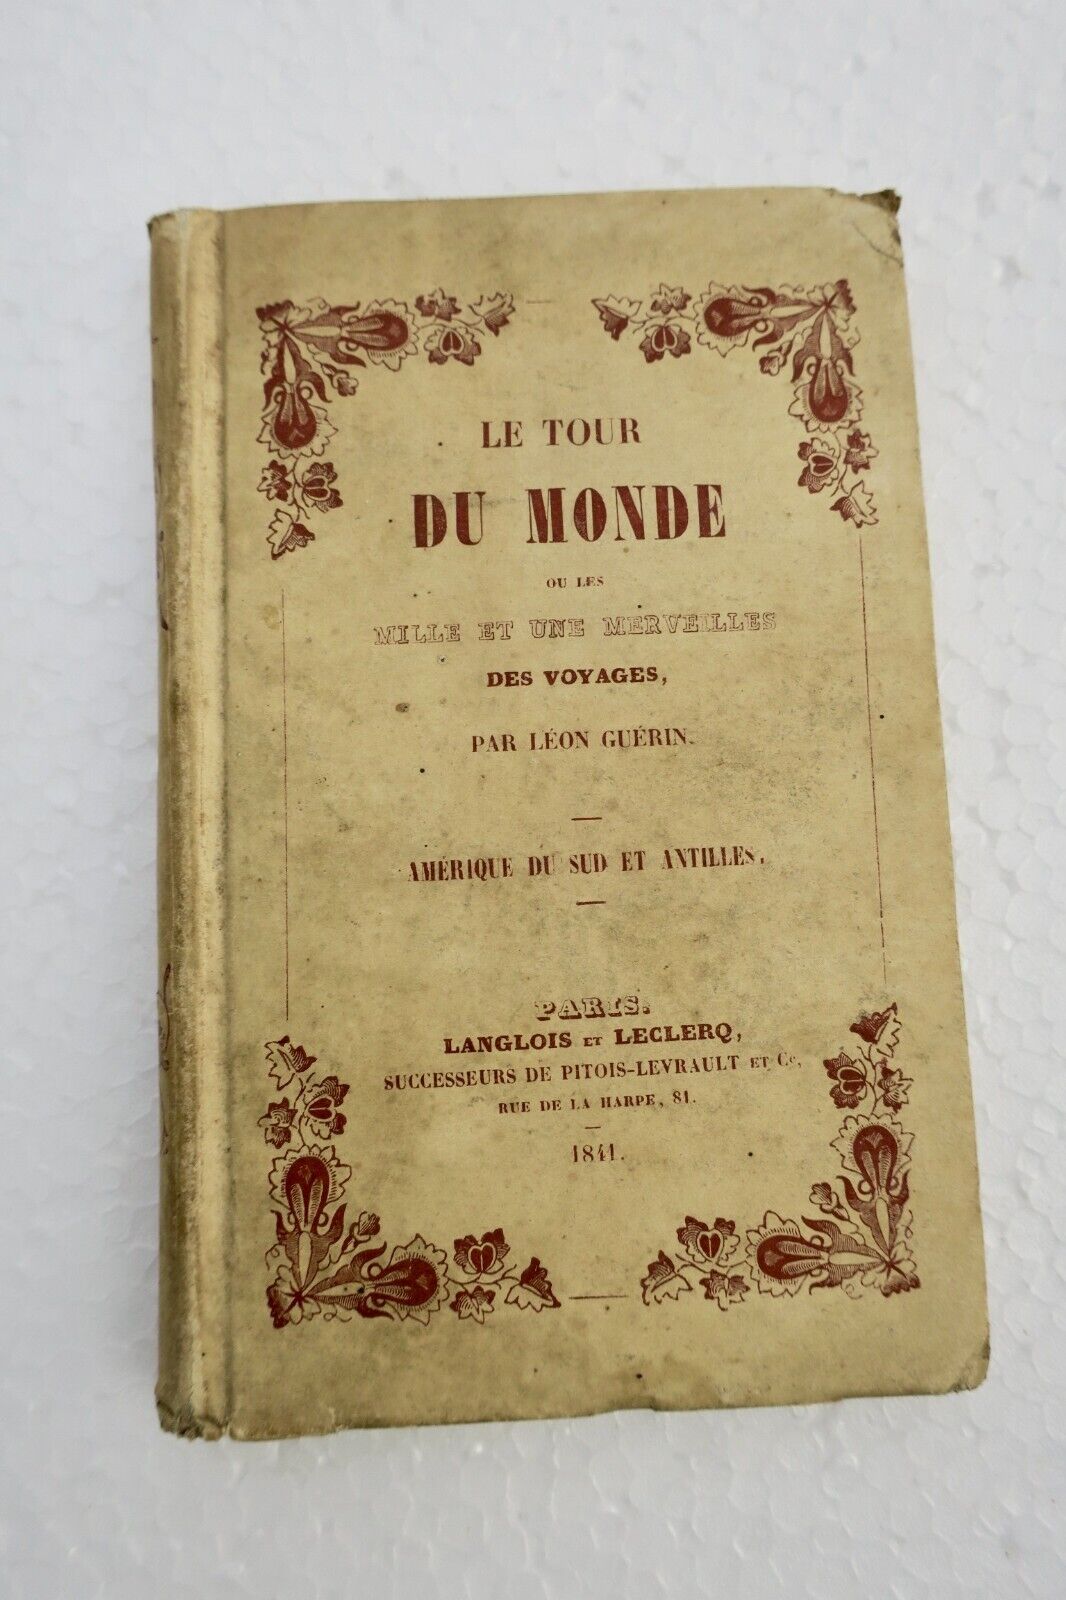 LE TOUR
DU MONDE
OU LES
MILLE ET UNE MERVEILLES
DES VOYAGES,
PAR LÉON GUÉRIN.
AMÉRIQUE DU SUD ET ANTILLES.
PARIS.
LANGLOIS ET LECLERQ,
SUCCESSEURS DE PITOIS-LEVRAULT ET Cᵉ,
RUE DE LA HARPE, 81.
1841.